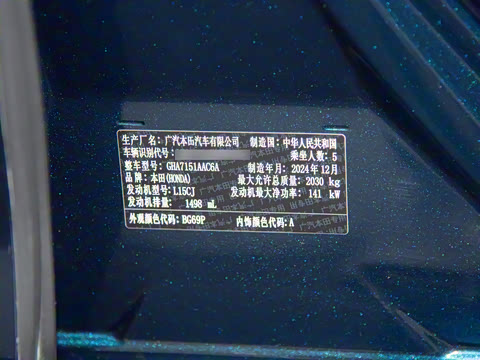 生产厂名：广汽本田汽车有限公司 制造国：中华人民共和国
车辆识别代号： 乘坐人数：5
整车型号：GHA7151AAC6A 制造年月：2024年12月
品牌：本田(HONDA) 最大允许总质量：2030 kg
发动机型号：L15CJ 发动机最大净功率：141 kW
发动机排量：1498 mL
外观颜色代码：BG69P 内饰颜色代码：A